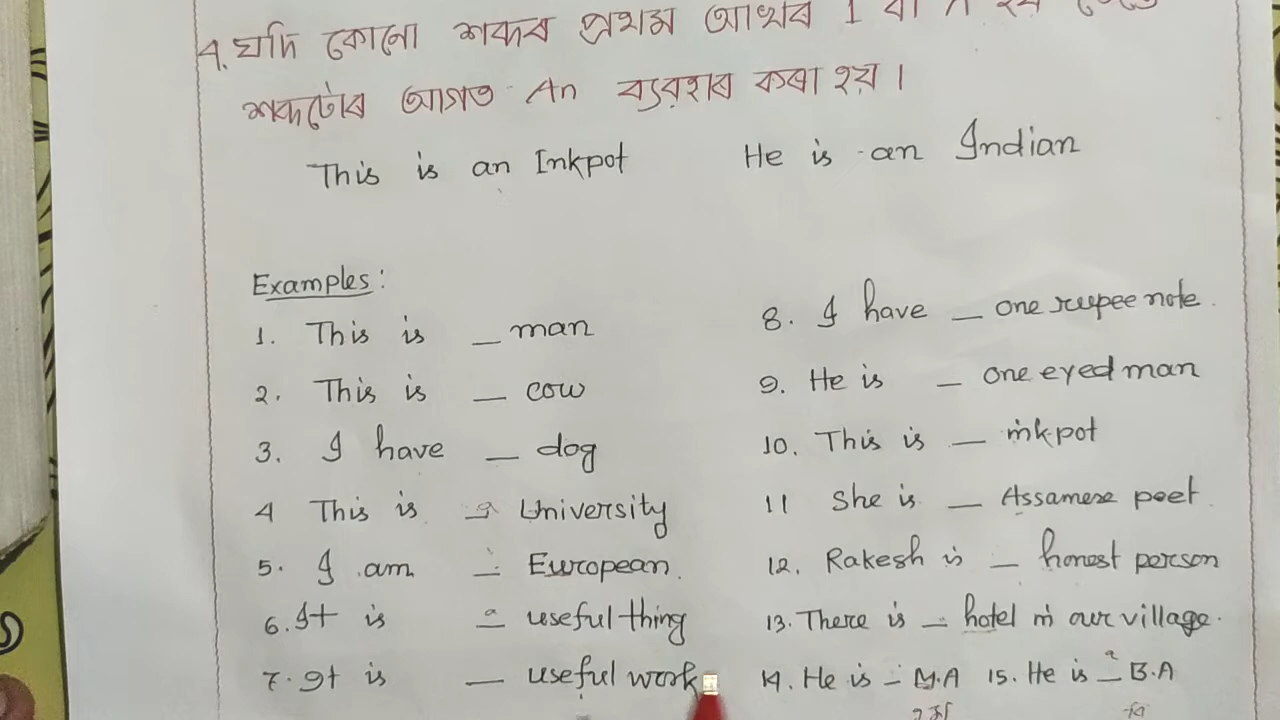 4. যদি কোনো শব্দৰ প্ৰথম আখৰ I বা
শব্দটোৰ আগত An ব্যৱহাৰ কৰা হয়।
This is an Inkpot He is an Indian
Examples:
1. This is _ man
2. This is _ cow
3. I have _ dog
4 This is _ University
5. I am _ European.
6. It is a useful thing
7. It is _ useful work
8. I have _ one rupee note.
9. He is _ one eyed man
10. This is _ inkpot
11 She is _ Assamese poet.
12. Rakesh is _ honest person
13. There is _ hotel in our village.
14. He is _ M.A 15. He is a B.A
এম বি